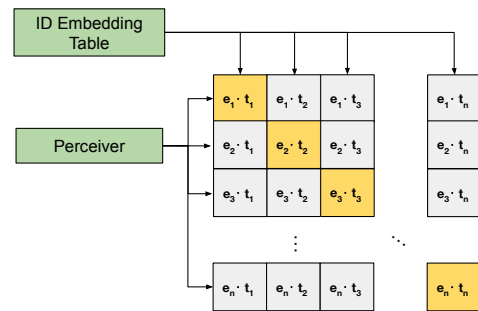 ID Embedding
Table
e₁· t₁ e₁· t₂ e₁· t₃ e₁· tₙ
Perceiver
e₂· t₁ e₂· t₂ e₂· t₃ e₂· tₙ
e₃· t₁ e₃· t₂ e₃· t₃ e₃· tₙ
⋮ ⋱
eₙ· t₁ eₙ· t₂ eₙ· t₃ eₙ· tₙ